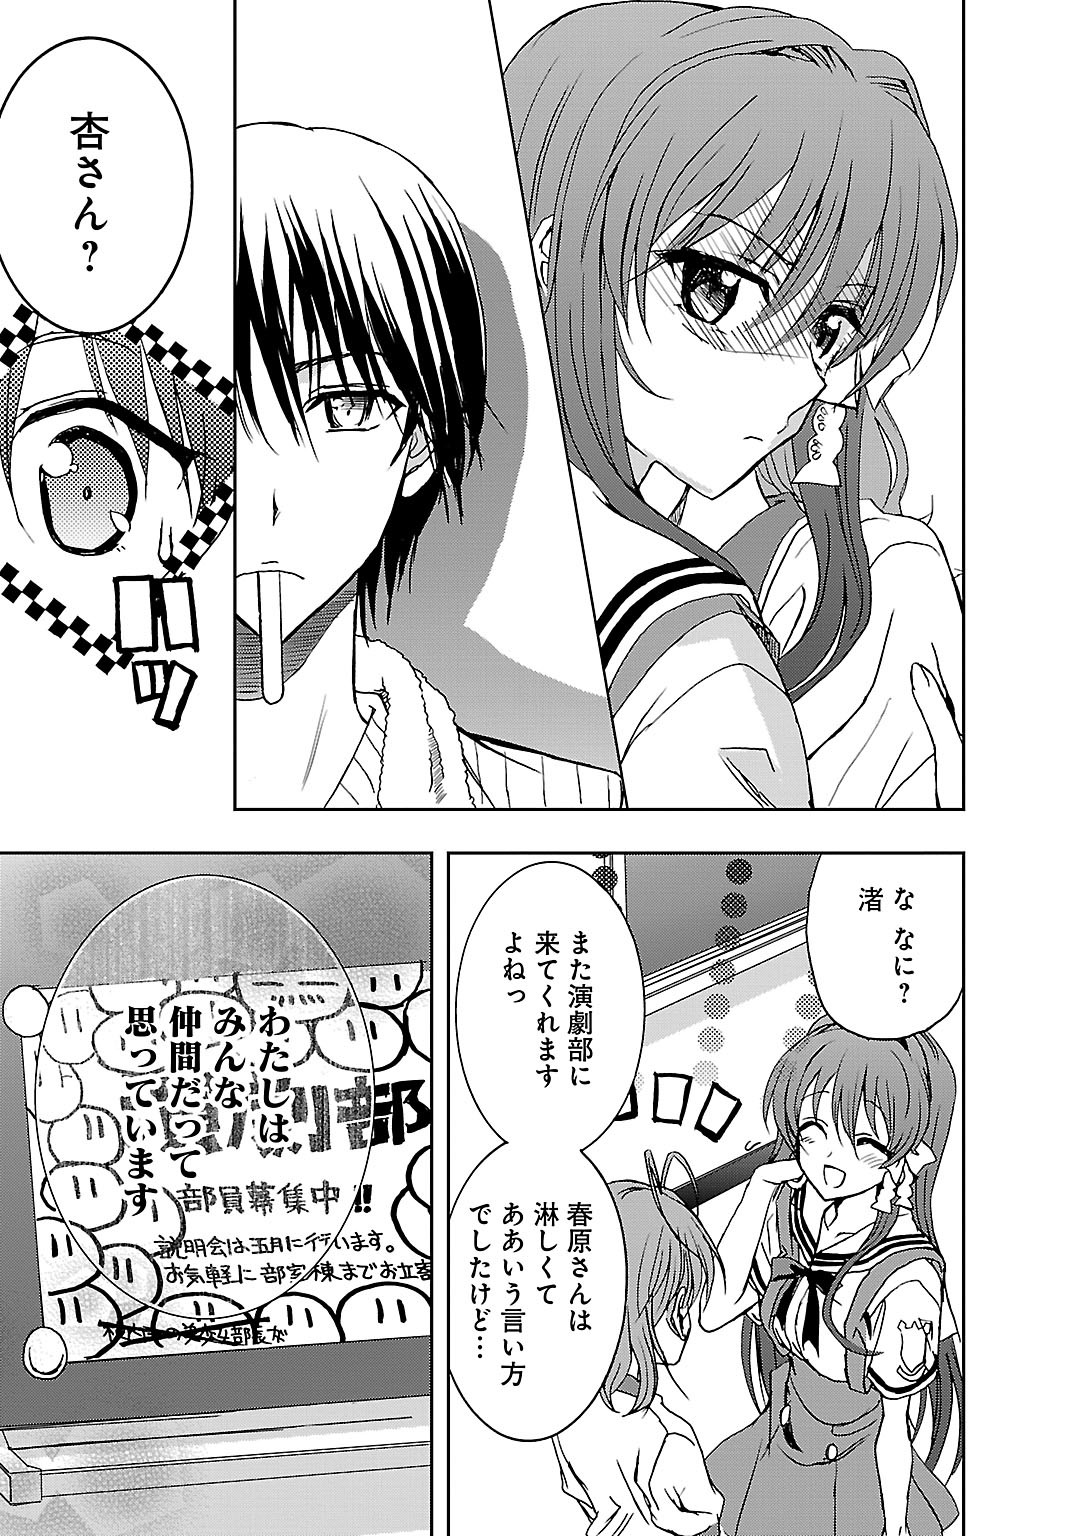 杏さん？
ロッ
な なに？
渚
また演劇部に
来てくれます
よねっ
春原さんは
淋しくて
ああいう言い方
でしたけど…
わたしは
みんな
仲間だって
思っています
部
部員募集中!!
説明会は五月に行います。
お気軽に部室棟までお立寄